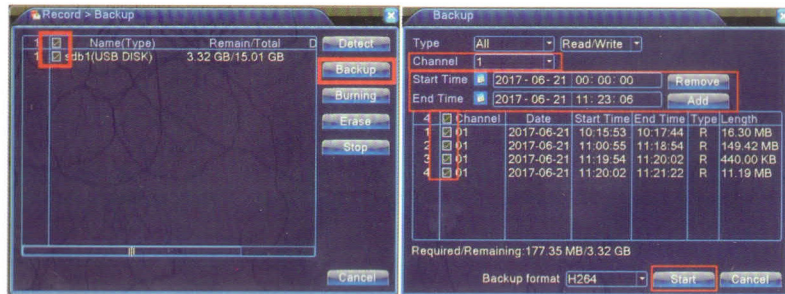 Record > Backup
1 Name(Type) Remain/Total D
1 sdb1(USB DISK) 3.32 GB/15.01 GB
Detect
Backup
Burning
Erase
Stop
Cancel
Backup
Type All Read/Write
Channel 1
Start Time 2017-06-21 00:00:00 Remove
End Time 2017-06-21 11:23:06 Add
4 Channel Date Start Time End Time Type Length
1 01 2017-06-21 10:15:53 10:17:44 R 16.30 MB
2 01 2017-06-21 11:00:55 11:18:54 R 149.42 MB
3 01 2017-06-21 11:19:54 11:20:02 R 440.00 KB
4 01 2017-06-21 11:20:02 11:21:22 R 11.19 MB
Required/Remaining:177.35 MB/3.32 GB
Backup format H264 Start Cancel